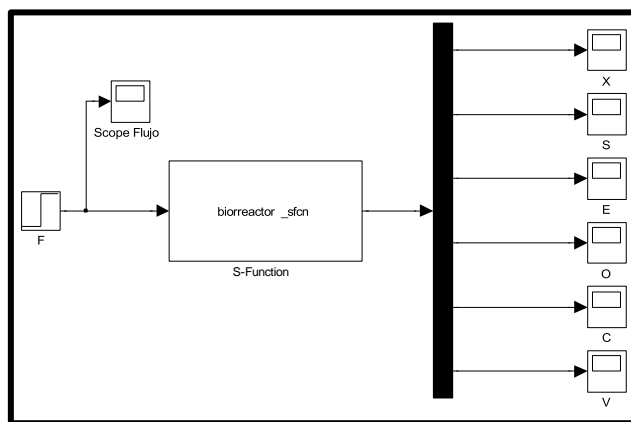 X
Scope Flujo
S
biorreactor _sfcn
E
F
S-Function
O
C
V